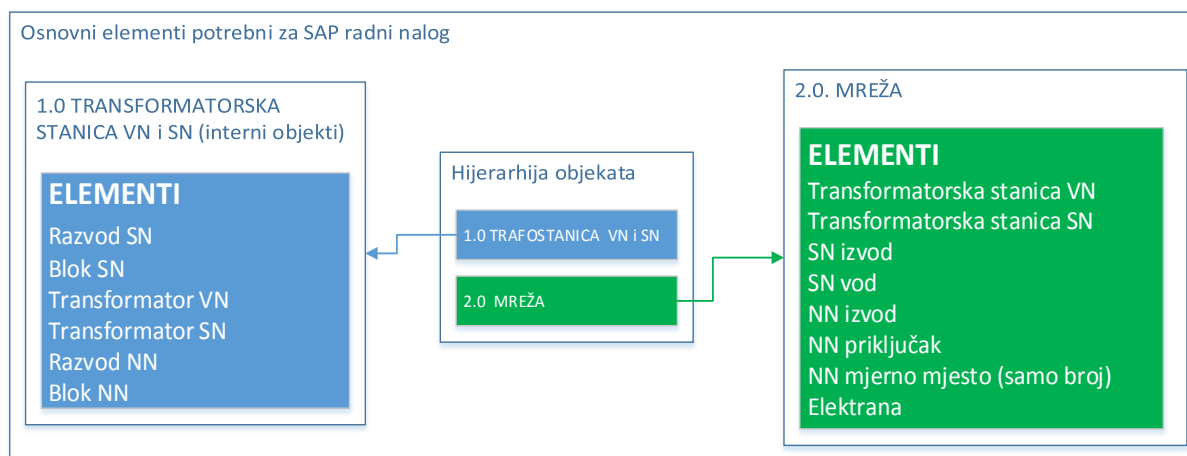 Osnovni elementi potrebni za SAP radni nalog
1.0 TRANSFORMATORSKA
STANICA VN i SN (interni objekti)
ELEMENTI
Razvod SN
Blok SN
Transformator VN
Transformator SN
Razvod NN
Blok NN
Hijerarhija objekata
1.0 TRAFOSTANICA VN i SN
2.0 MREŽA
2.0. MREŽA
ELEMENTI
Transformatorska stanica VN
Transformatorska stanica SN
SN izvod
SN vod
NN izvod
NN priključak
NN mjerno mjesto (samo broj)
Elektrana